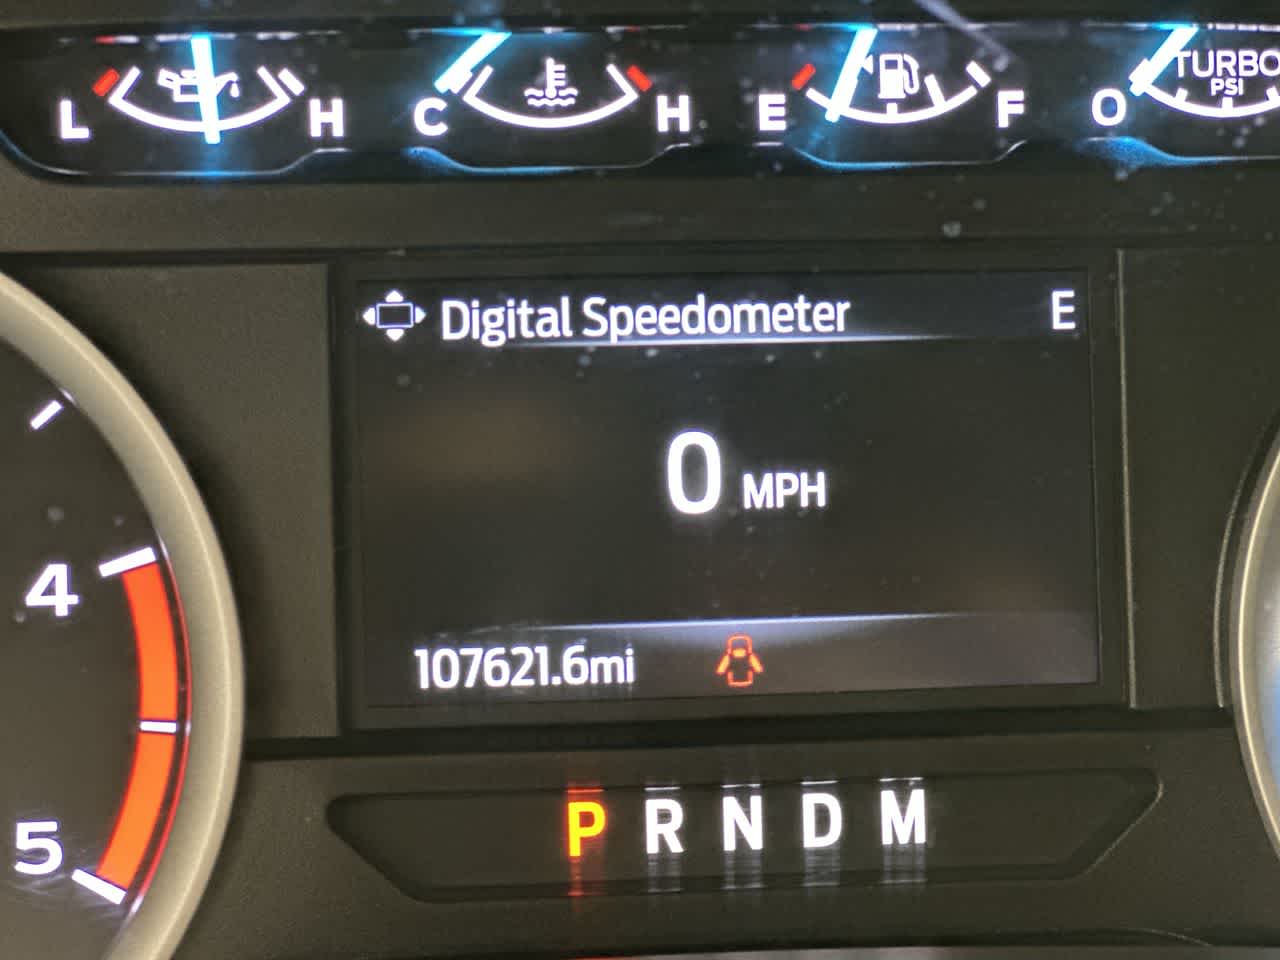 L H C H E F O TURBO
PSI
Digital Speedometer E
0 MPH
4
107621.6mi
P R N D M
5